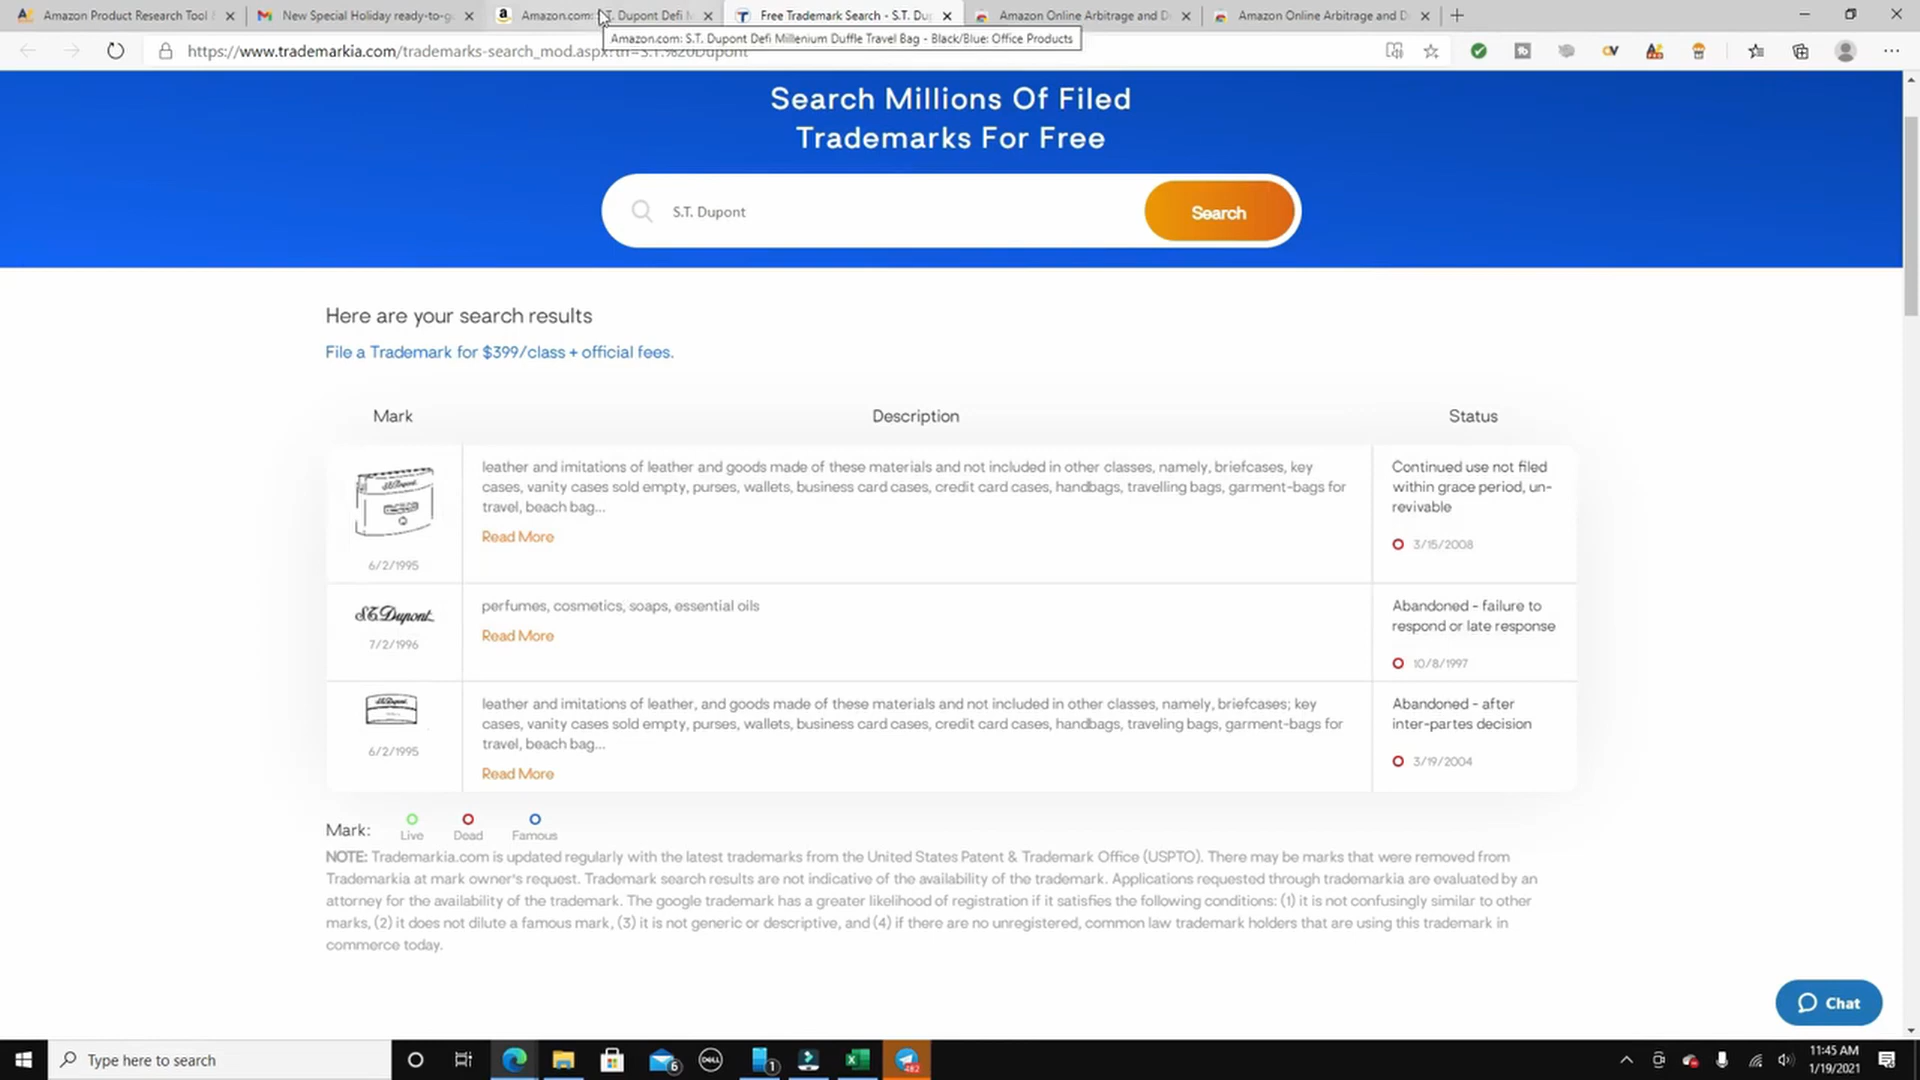 Amazon Product Research Tool
New Special Holiday ready-to-g
Amazon.com: S.T. Dupont Defi M
Free Trademark Search - S.T. Dup
Amazon Online Arbitrage and D
Amazon Online Arbitrage and D
Amazon.com: S.T. Dupont Defi Millenium Duffle Travel Bag - Black/Blue: Office Products
https://www.trademarkia.com/trademarks-search_mod.aspx?tn=S.T.%20Dupont
Search Millions Of Filed
Trademarks For Free
S.T. Dupont
Search
Here are your search results
File a Trademark for $399/class + official fees.
Mark
Description
Status
S.T. Dupont
6/2/1995
leather and imitations of leather and goods made of these materials and not included in other classes, namely, briefcases, key
cases, vanity cases sold empty, purses, wallets, business card cases, credit card cases, handbags, travelling bags, garment-bags for
travel, beach bag...
Read More
Continued use not filed
within grace period, un-
revivable
3/15/2008
S.T. Dupont
7/2/1996
perfumes, cosmetics, soaps, essential oils
Read More
Abandoned - failure to
respond or late response
10/8/1997
S.T. Dupont
6/2/1995
leather and imitations of leather, and goods made of these materials and not included in other classes, namely, briefcases; key
cases, vanity cases sold empty, purses, wallets, business card cases, credit card cases, handbags, traveling bags, garment-bags for
travel, beach bag...
Read More
Abandoned - after
inter-partes decision
3/19/2004
Mark:
Live
Dead
Famous
NOTE: Trademarkia.com is updated regularly with the latest trademarks from the United States Patent & Trademark Office (USPTO). There may be marks that were removed from
Trademarkia at mark owner's request. Trademark search results are not indicative of the availability of the trademark. Applications requested through trademarkia are evaluated by an
attorney for the availability of the trademark. The google trademark has a greater likelihood of registration if it satisfies the following conditions: (1) it is not confusingly similar to other
marks, (2) it does not dilute a famous mark, (3) it is not generic or descriptive, and (4) if there are no unregistered, common law trademark holders that are using this trademark in
commerce today.
Chat
Type here to search
6
DELL
1
482
11:45 AM
1/19/2021